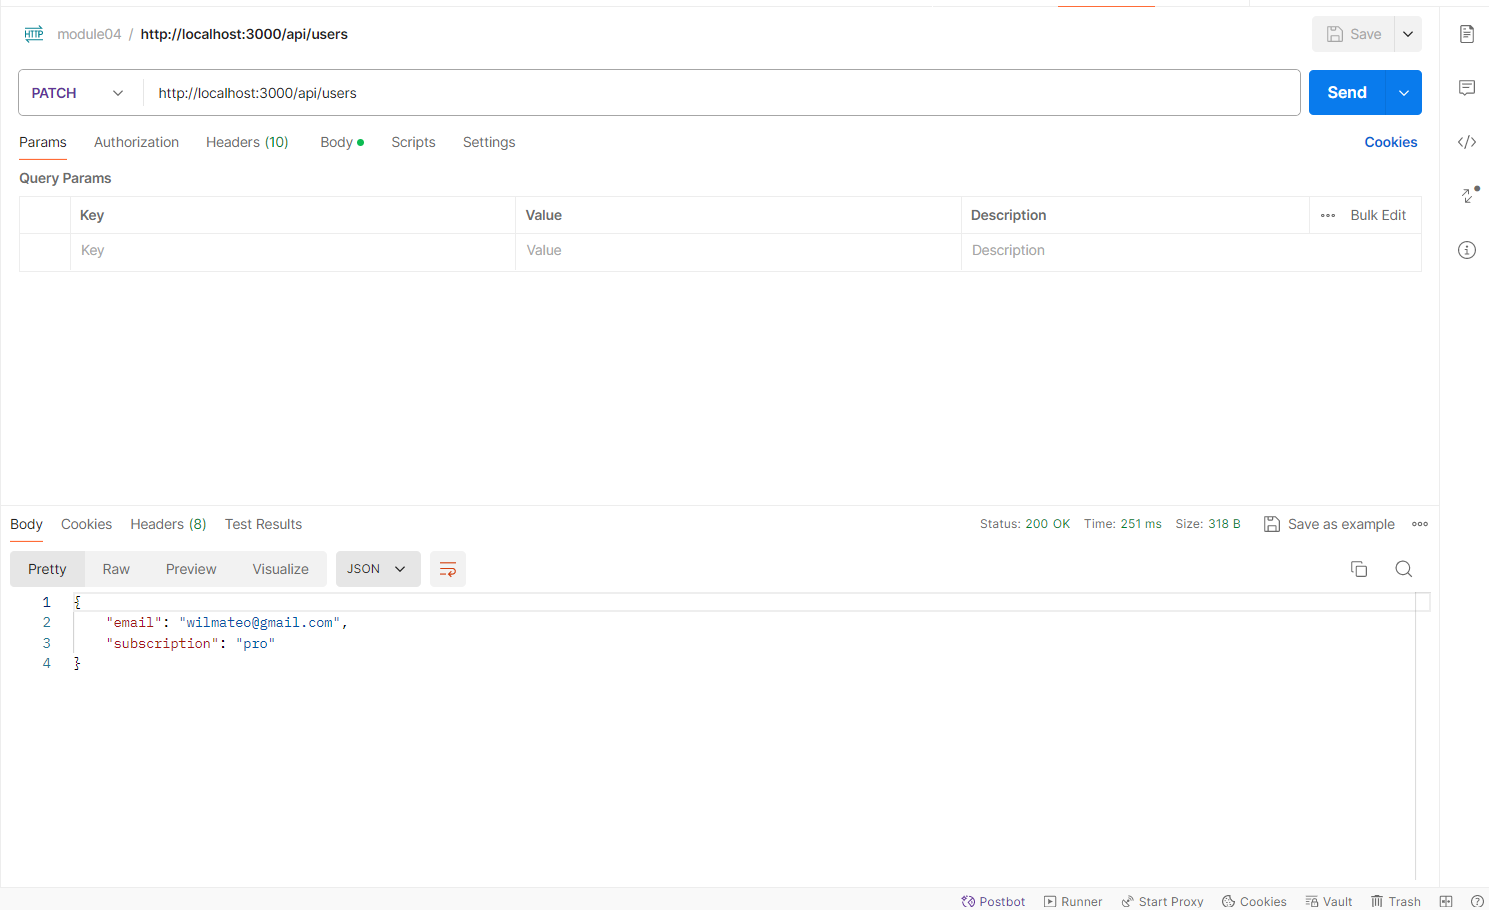 HTTP module04 / http://localhost:3000/api/users Save
PATCH http://localhost:3000/api/users Send
Params Authorization Headers (10) Body Scripts Settings Cookies
Query Params
Key Value Description Bulk Edit
Key Value Description
Body Cookies Headers (8) Test Results Status: 200 OK Time: 251 ms Size: 318 B Save as example
Pretty Raw Preview Visualize JSON
1 {
2 "email": "wilmateo@gmail.com",
3 "subscription": "pro"
4 }
Postbot Runner Start Proxy Cookies Vault Trash